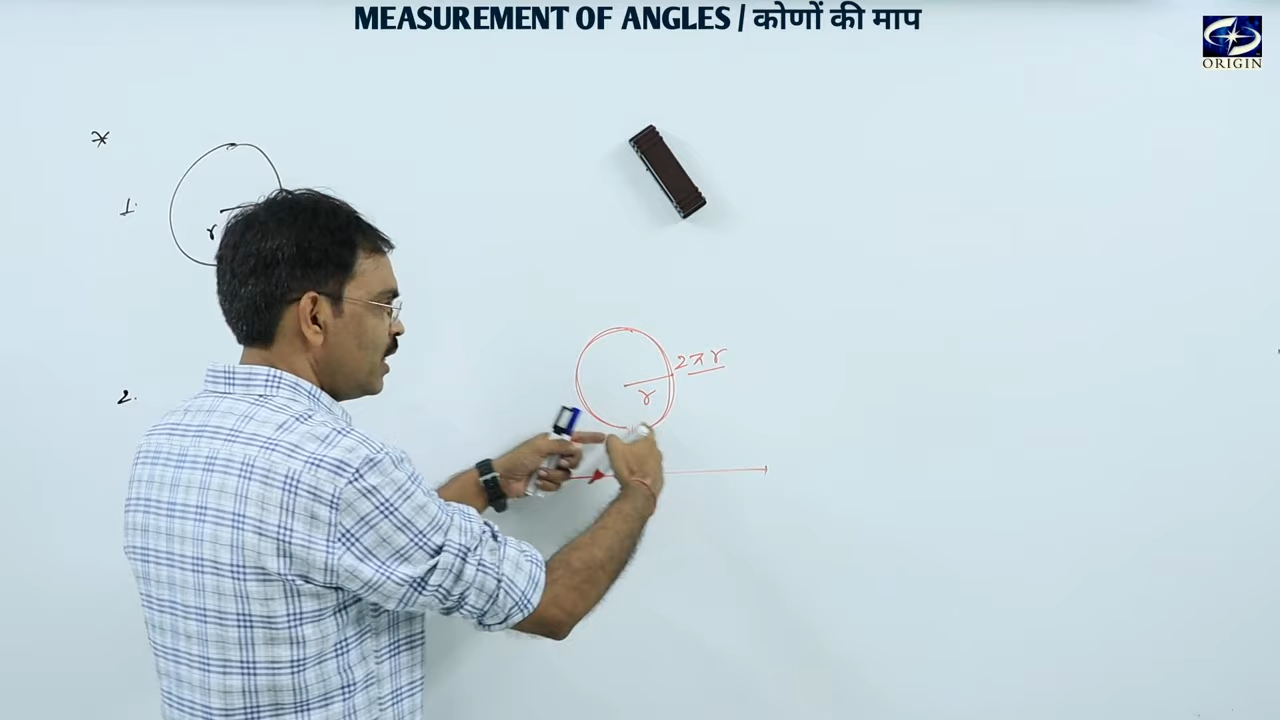 MEASUREMENT OF ANGLES / कोणों की माप
ORIGIN
*
1.
r
2πr
r
2.